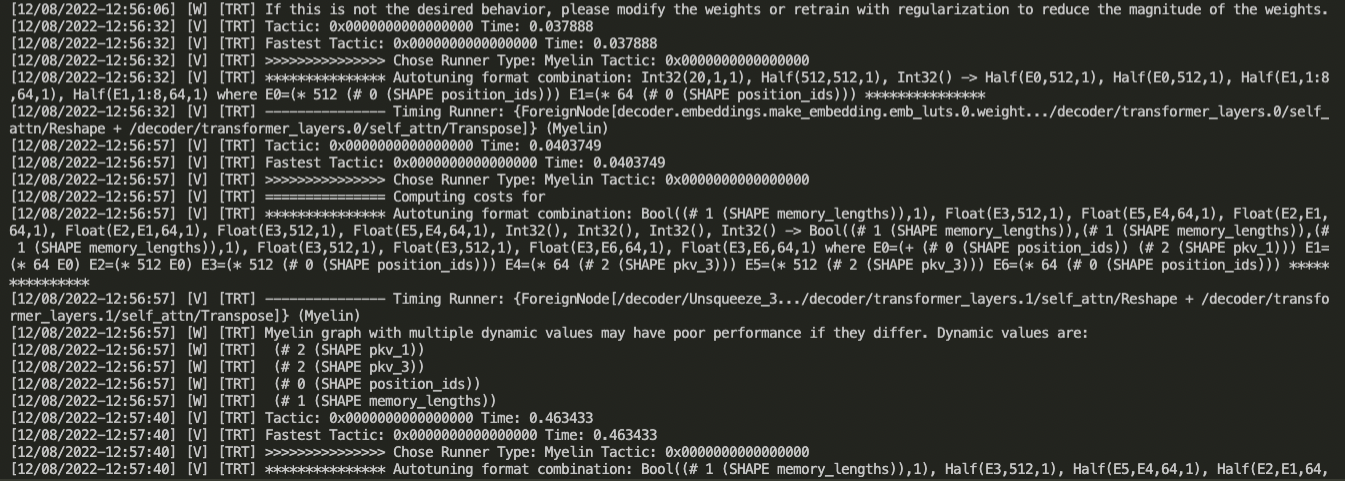 [12/08/2022-12:56:06] [W] [TRT] If this is not the desired behavior, please modify the weights or retrain with regularization to reduce the magnitude of the weights.
[12/08/2022-12:56:32] [V] [TRT] Tactic: 0x0000000000000000 Time: 0.037888
[12/08/2022-12:56:32] [V] [TRT] Fastest Tactic: 0x0000000000000000 Time: 0.037888
[12/08/2022-12:56:32] [V] [TRT] >>>>>>>>>>>>>>> Chose Runner Type: Myelin Tactic: 0x0000000000000000
[12/08/2022-12:56:32] [V] [TRT] *************** Autotuning format combination: Int32(20,1,1), Half(512,512,1), Int32() -> Half(E0,512,1), Half(E0,512,1), Half(E1,1:8
,64,1), Half(E1,1:8,64,1) where E0=(* 512 (# 0 (SHAPE position_ids))) E1=(* 64 (# 0 (SHAPE position_ids))) ***************
[12/08/2022-12:56:32] [V] [TRT] --------------- Timing Runner: {ForeignNode[decoder.embeddings.make_embedding.emb_luts.0.weight.../decoder/transformer_layers.0/self_
attn/Reshape + /decoder/transformer_layers.0/self_attn/Transpose]} (Myelin)
[12/08/2022-12:56:57] [V] [TRT] Tactic: 0x0000000000000000 Time: 0.0403749
[12/08/2022-12:56:57] [V] [TRT] Fastest Tactic: 0x0000000000000000 Time: 0.0403749
[12/08/2022-12:56:57] [V] [TRT] >>>>>>>>>>>>>>> Chose Runner Type: Myelin Tactic: 0x0000000000000000
[12/08/2022-12:56:57] [V] [TRT] =============== Computing costs for
[12/08/2022-12:56:57] [V] [TRT] *************** Autotuning format combination: Bool((# 1 (SHAPE memory_lengths)),1), Float(E3,512,1), Float(E5,E4,64,1), Float(E2,E1,
64,1), Float(E2,E1,64,1), Float(E3,512,1), Float(E5,E4,64,1), Int32(), Int32(), Int32(), Int32() -> Bool((# 1 (SHAPE memory_lengths)),(# 1 (SHAPE memory_lengths)),(#
 1 (SHAPE memory_lengths)),1), Float(E3,512,1), Float(E3,512,1), Float(E3,E6,64,1), Float(E3,E6,64,1) where E0=(+ (# 0 (SHAPE position_ids)) (# 2 (SHAPE pkv_1))) E1=
(* 64 E0) E2=(* 512 E0) E3=(* 512 (# 0 (SHAPE position_ids))) E4=(* 64 (# 2 (SHAPE pkv_3))) E5=(* 512 (# 2 (SHAPE pkv_3))) E6=(* 64 (# 0 (SHAPE position_ids))) *****
**********
[12/08/2022-12:56:57] [V] [TRT] --------------- Timing Runner: {ForeignNode[/decoder/Unsqueeze_3.../decoder/transformer_layers.1/self_attn/Reshape + /decoder/transfo
rmer_layers.1/self_attn/Transpose]} (Myelin)
[12/08/2022-12:56:57] [W] [TRT] Myelin graph with multiple dynamic values may have poor performance if they differ. Dynamic values are:
[12/08/2022-12:56:57] [W] [TRT]  (# 2 (SHAPE pkv_1))
[12/08/2022-12:56:57] [W] [TRT]  (# 2 (SHAPE pkv_3))
[12/08/2022-12:56:57] [W] [TRT]  (# 0 (SHAPE position_ids))
[12/08/2022-12:56:57] [W] [TRT]  (# 1 (SHAPE memory_lengths))
[12/08/2022-12:57:40] [V] [TRT] Tactic: 0x0000000000000000 Time: 0.463433
[12/08/2022-12:57:40] [V] [TRT] Fastest Tactic: 0x0000000000000000 Time: 0.463433
[12/08/2022-12:57:40] [V] [TRT] >>>>>>>>>>>>>>> Chose Runner Type: Myelin Tactic: 0x0000000000000000
[12/08/2022-12:57:40] [V] [TRT] *************** Autotuning format combination: Bool((# 1 (SHAPE memory_lengths)),1), Half(E3,512,1), Half(E5,E4,64,1), Half(E2,E1,64,